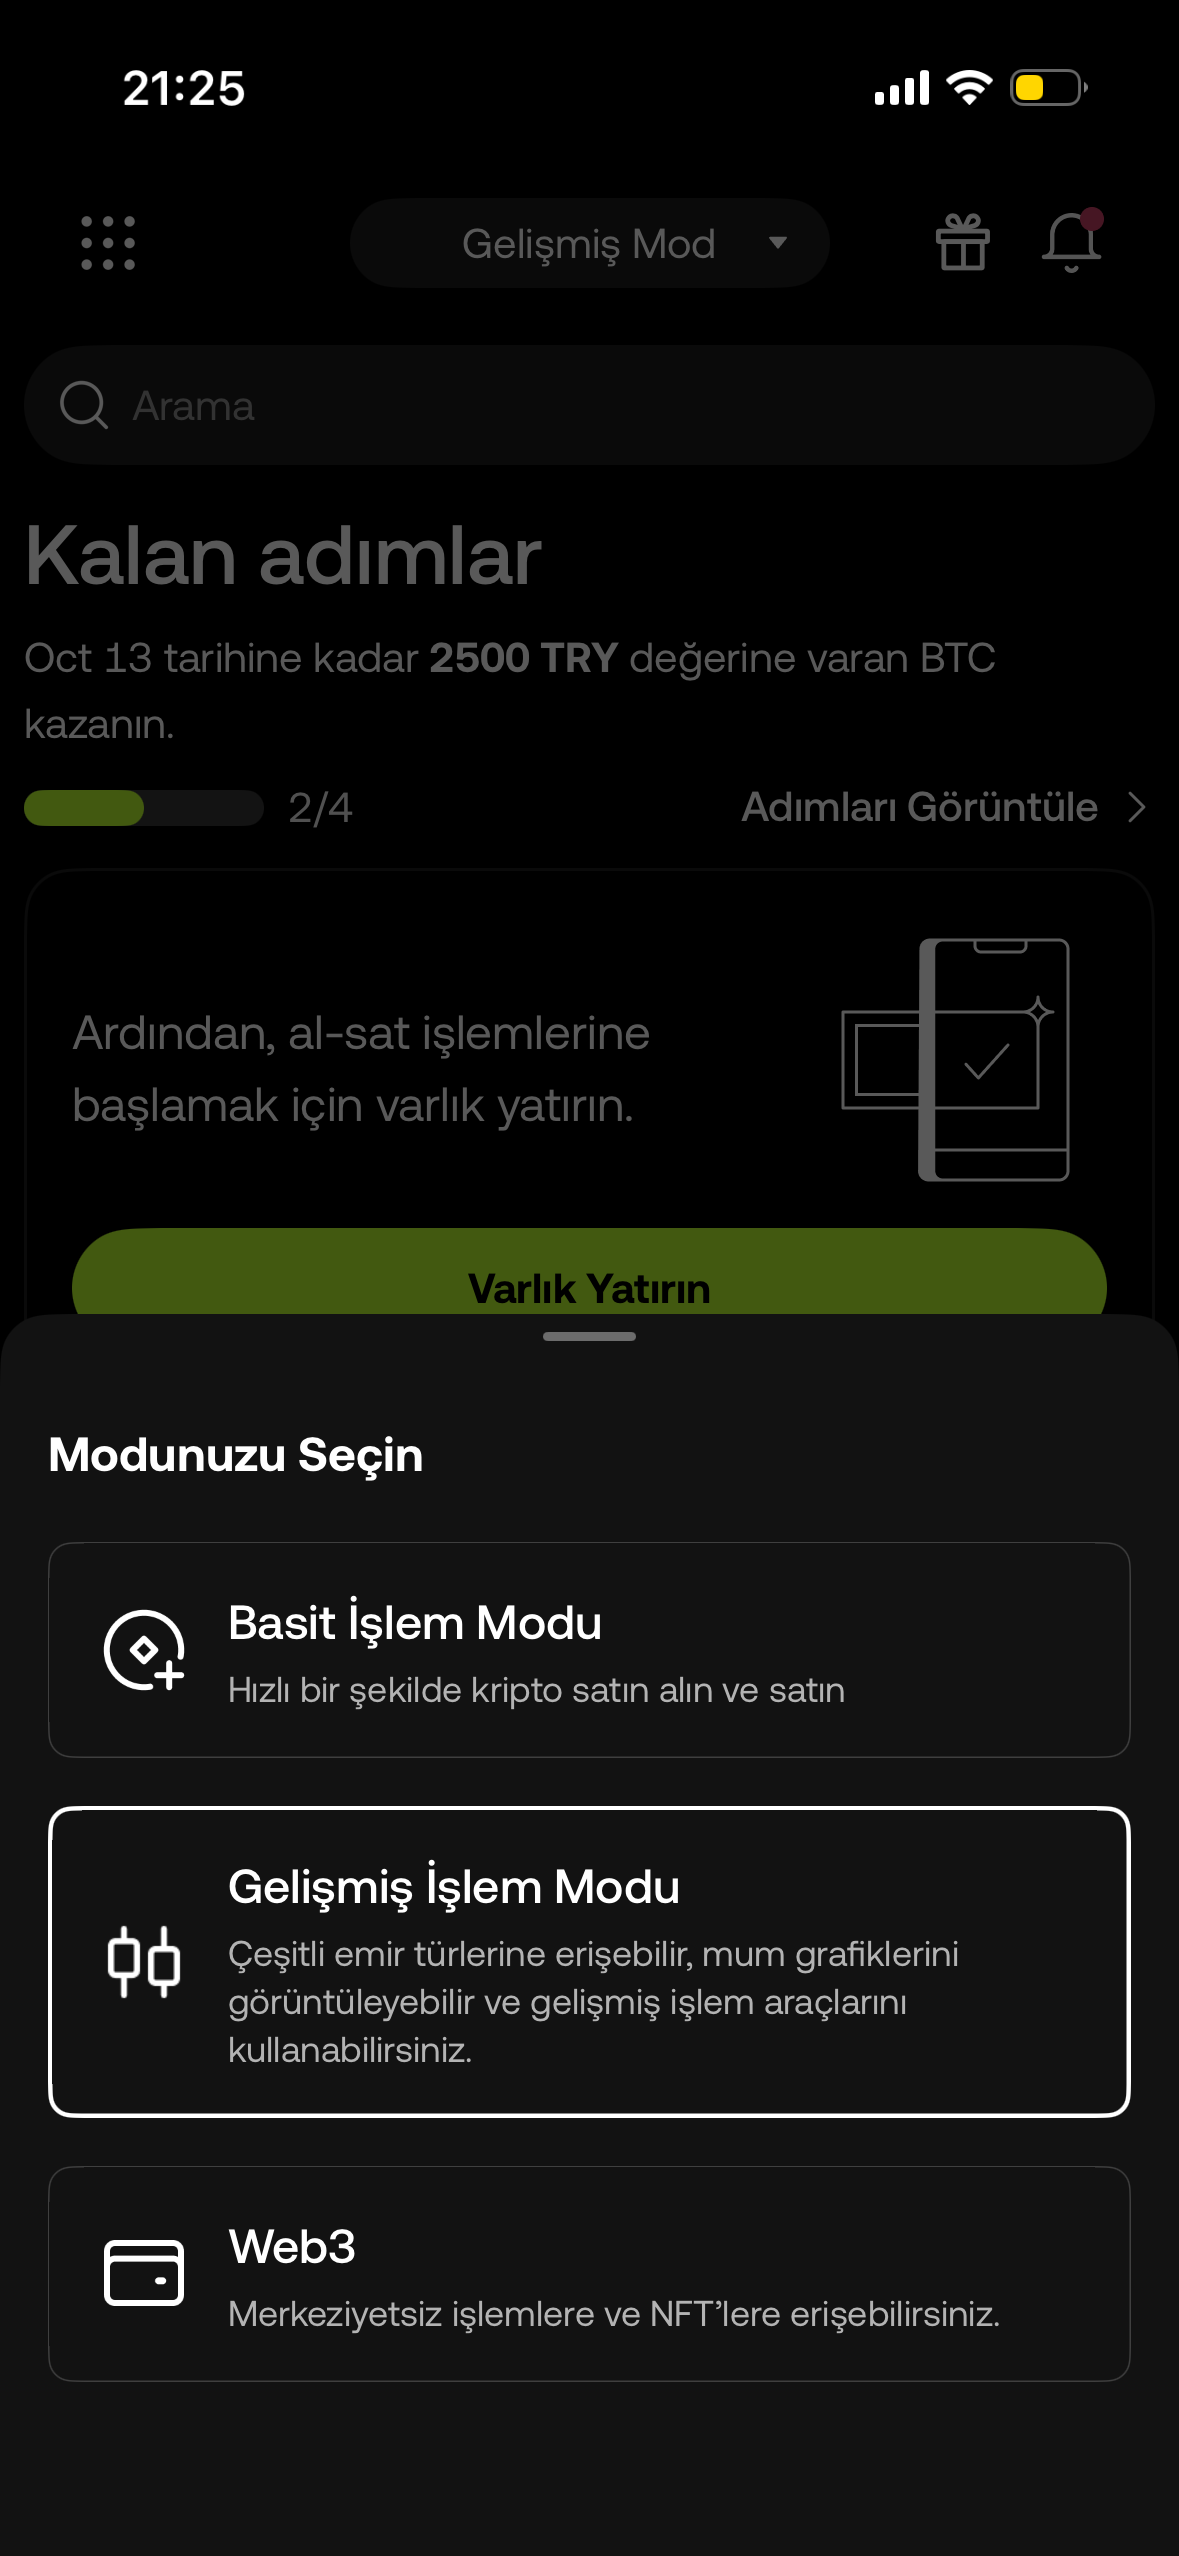 21:25
Gelişmiş Mod
Arama
Kalan adımlar
Oct 13 tarihine kadar 2500 TRY değerine varan BTC
kazanın.
2/4
Adımları Görüntüle
Ardından, al-sat işlemlerine
başlamak için varlık yatırın.
Varlık Yatırın
Modunuzu Seçin
Basit İşlem Modu
Hızlı bir şekilde kripto satın alın ve satın
Gelişmiş İşlem Modu
Çeşitli emir türlerine erişebilir, mum grafiklerini
görüntüleyebilir ve gelişmiş işlem araçlarını
kullanabilirsiniz.
Web3
Merkeziyetsiz işlemlere ve NFT’lere erişebilirsiniz.